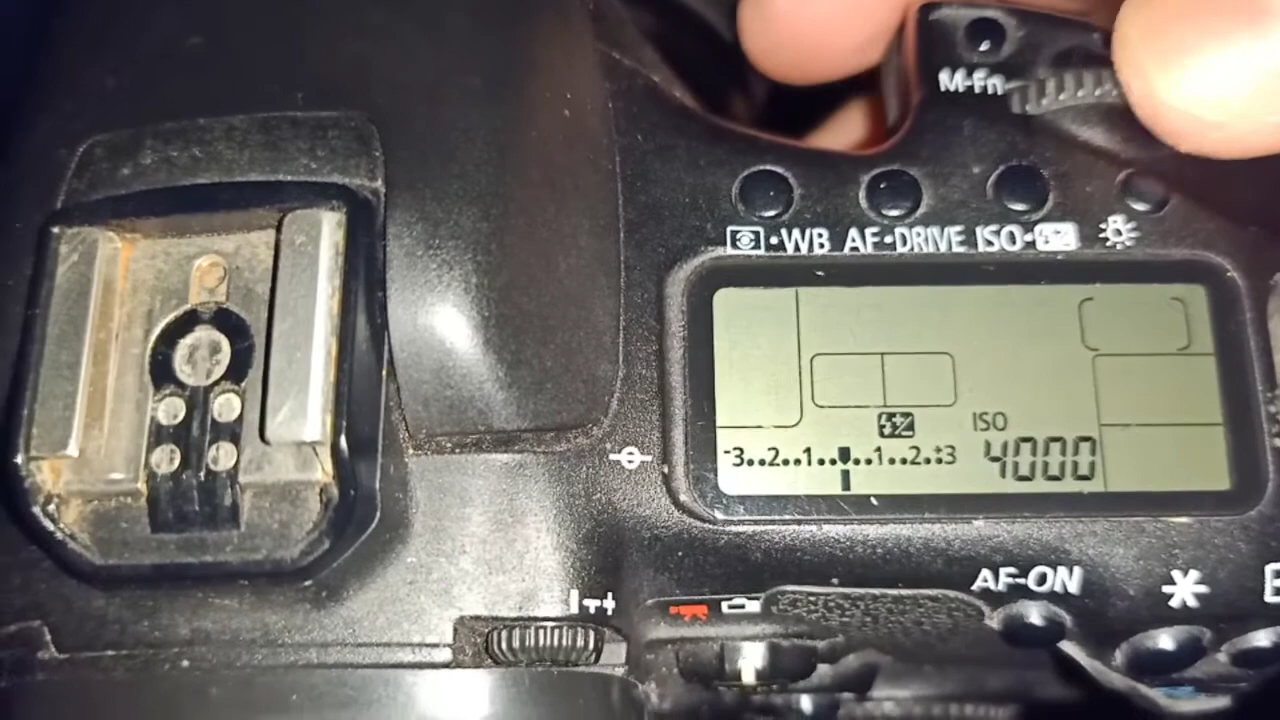 M-Fn
WB AF•DRIVE ISO•
ISO
-3..2..1..▮..1..2.:+3 4000
AF-ON